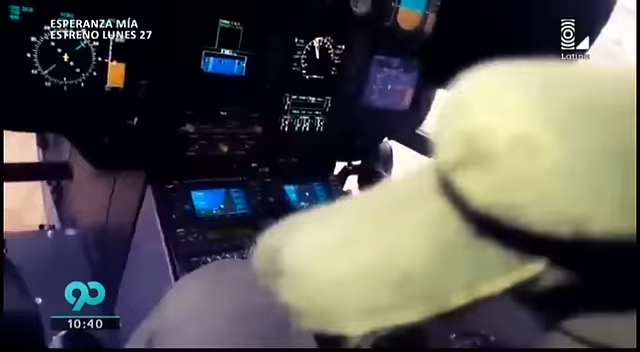 ESPERANZA MÍA
ESTRENO LUNES 27
Latina
90
10:40